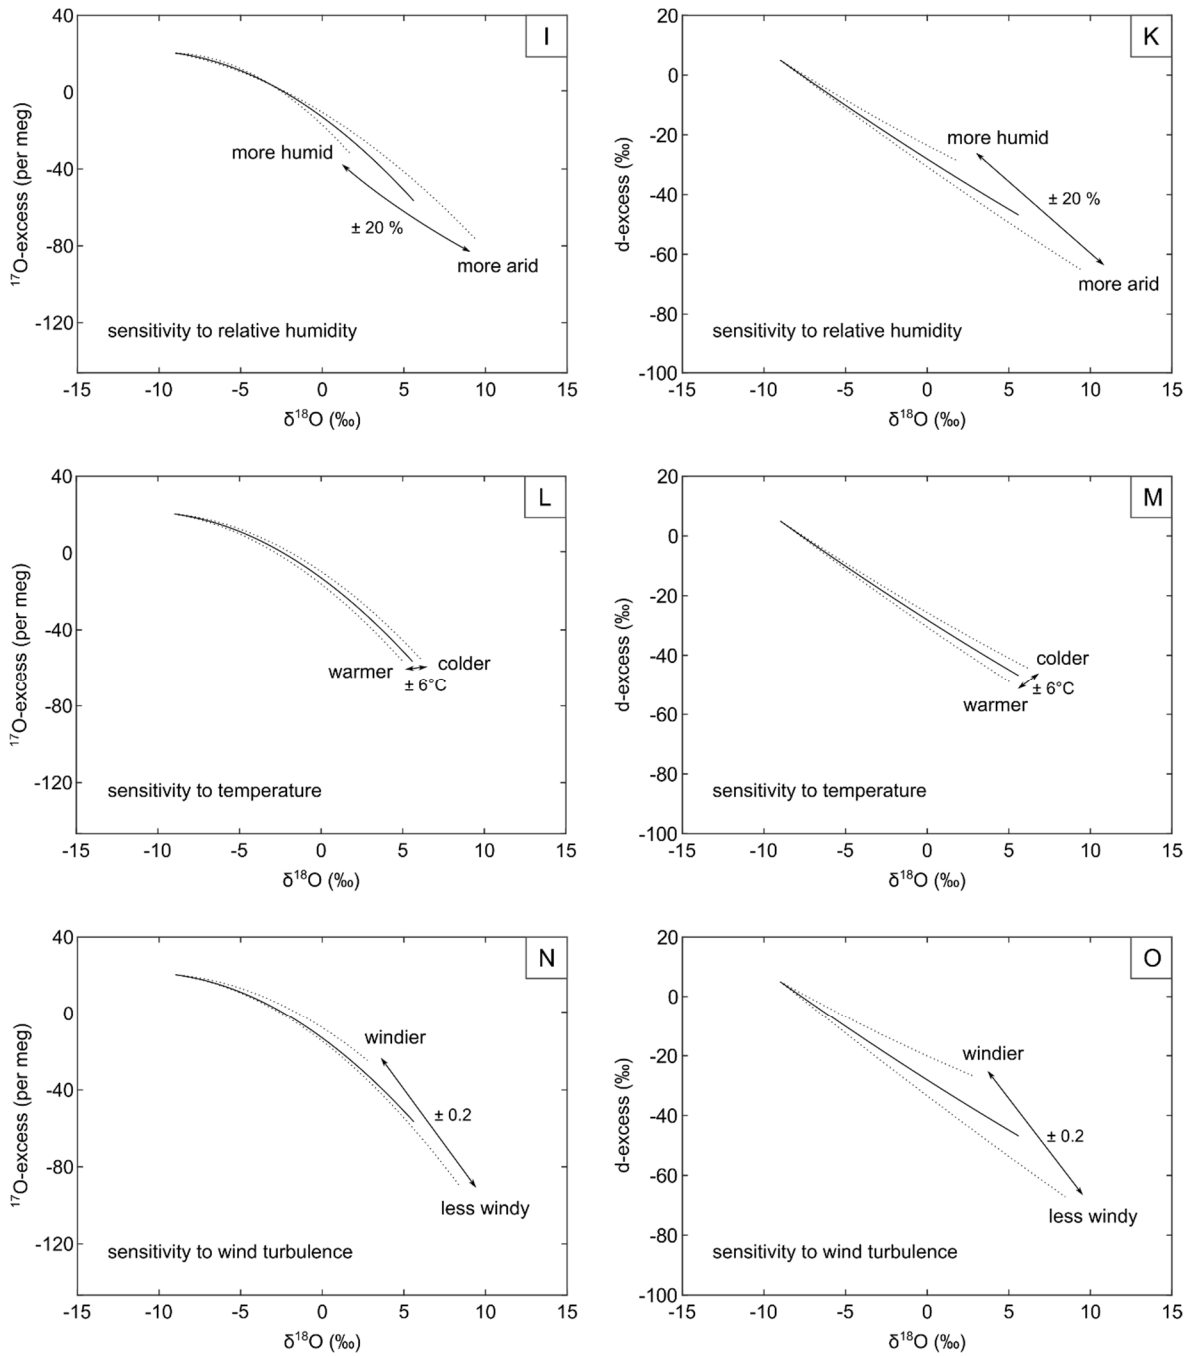 I
40
0
-40
-80
-120
17O-excess (per meg)
more humid
± 20 %
more arid
sensitivity to relative humidity
-15 -10 -5 0 5 10 15
δ18O (‰)
K
20
0
-20
-40
-60
-80
-100
d-excess (‰)
more humid
± 20 %
more arid
sensitivity to relative humidity
-15 -10 -5 0 5 10 15
δ18O (‰)
L
40
0
-40
-80
-120
17O-excess (per meg)
warmer
colder
± 6°C
sensitivity to temperature
-15 -10 -5 0 5 10 15
δ18O (‰)
M
20
0
-20
-40
-60
-80
-100
d-excess (‰)
colder
± 6°C
warmer
sensitivity to temperature
-15 -10 -5 0 5 10 15
δ18O (‰)
N
40
0
-40
-80
-120
17O-excess (per meg)
windier
± 0.2
less windy
sensitivity to wind turbulence
-15 -10 -5 0 5 10 15
δ18O (‰)
O
20
0
-20
-40
-60
-80
-100
d-excess (‰)
windier
± 0.2
less windy
sensitivity to wind turbulence
-15 -10 -5 0 5 10 15
δ18O (‰)